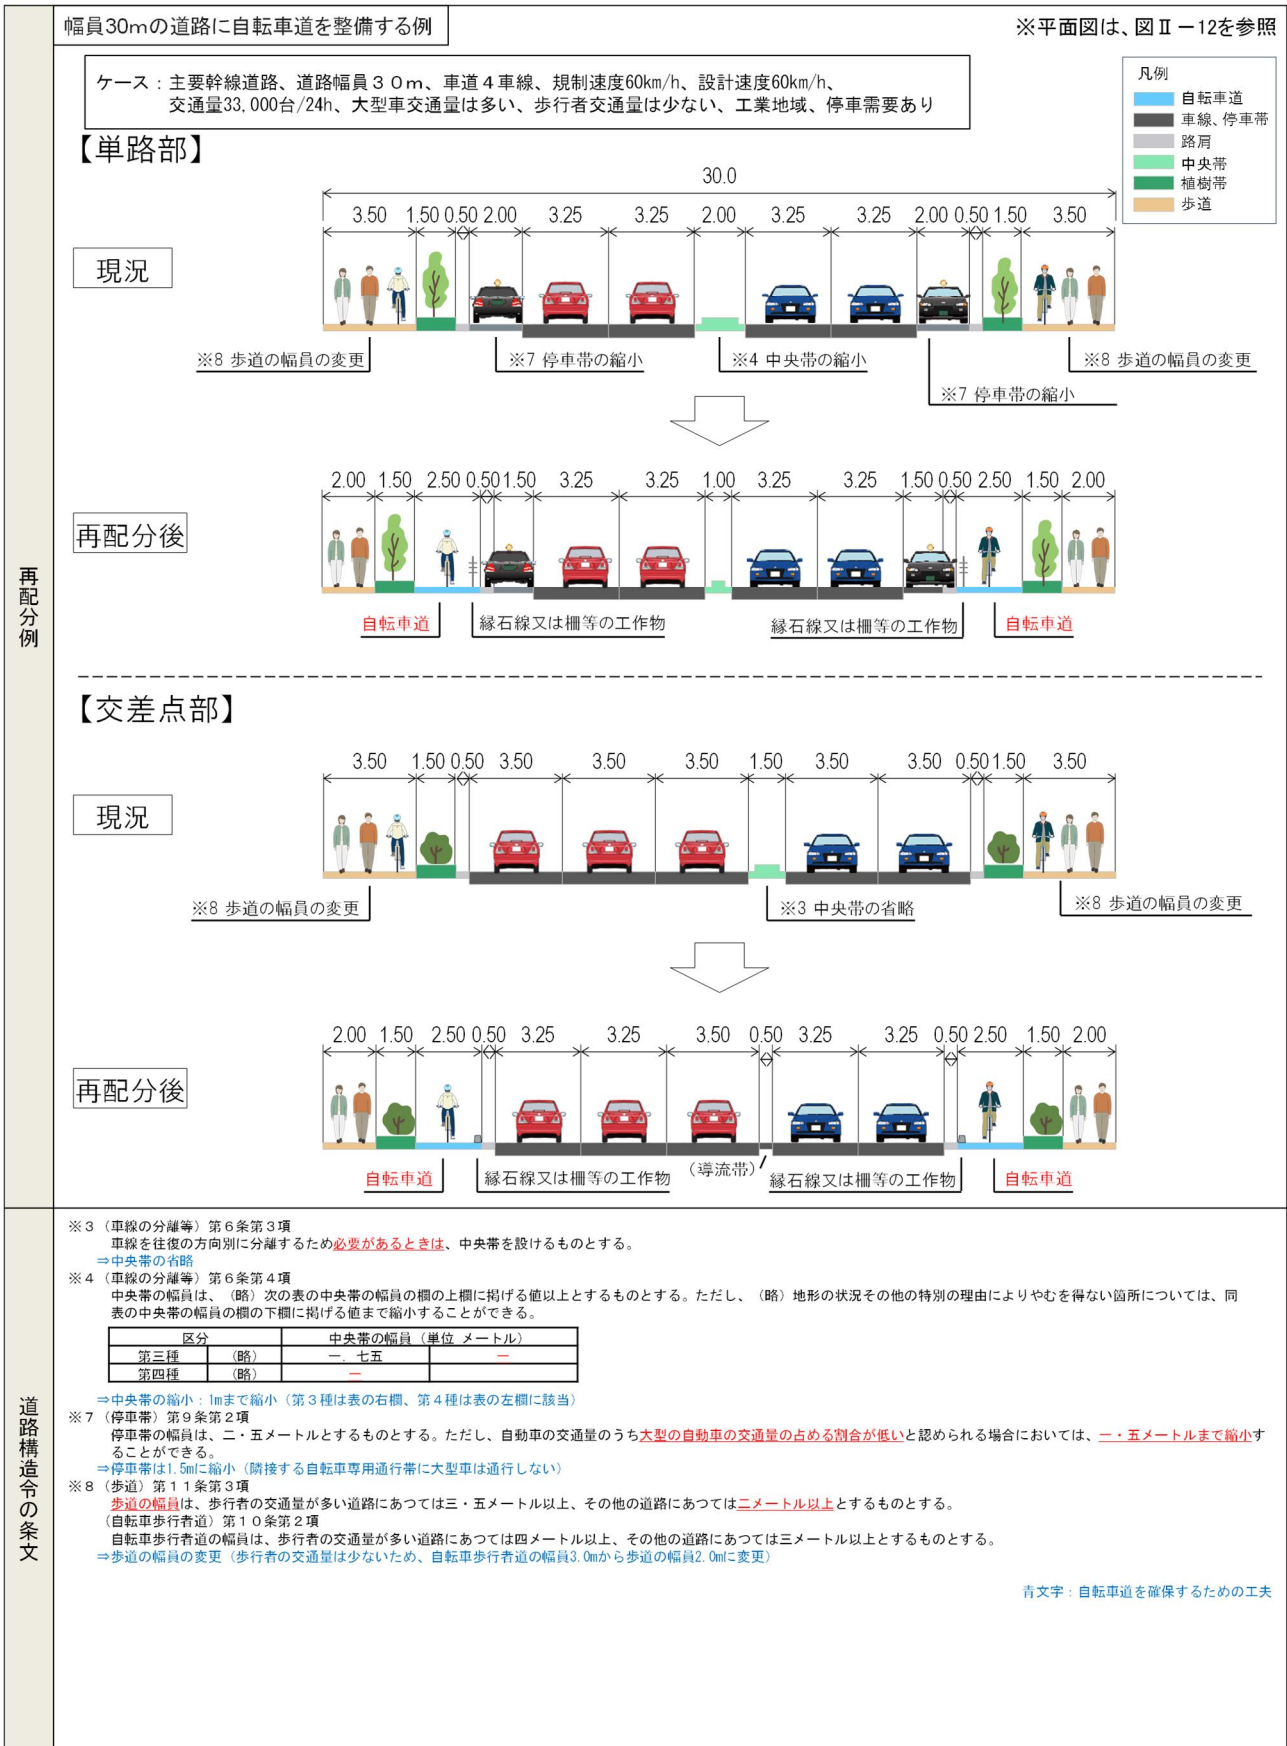 幅員30mの道路に自転車道を整備する例
※平面図は、図Ⅱー12を参照
ケース：主要幹線道路、道路幅員３０ｍ、車道４車線、規制速度60km/h、設計速度60km/h、
交通量33,000台/24h、大型車交通量は多い、歩行者交通量は少ない、工業地域、停車需要あり
凡例
自転車道
車線、停車帯
路肩
中央帯
植樹帯
歩道
【単路部】
30.0
3.50 1.50 0.50 2.00 3.25 3.25 2.00 3.25 3.25 2.00 0.50 1.50 3.50
現況
※8 歩道の幅員の変更
※7 停車帯の縮小
※4 中央帯の縮小
※7 停車帯の縮小
※8 歩道の幅員の変更
2.00 1.50 2.50 0.50 1.50 3.25 3.25 1.00 3.25 3.25 1.50 0.50 2.50 1.50 2.00
再配分後
自転車道
縁石線又は柵等の工作物
縁石線又は柵等の工作物
自転車道
再配分例
【交差点部】
3.50 1.50 0.50 3.50 3.50 3.50 1.50 3.50 3.50 0.50 1.50 3.50
現況
※8 歩道の幅員の変更
※3 中央帯の省略
※8 歩道の幅員の変更
2.00 1.50 2.50 0.50 3.25 3.25 3.50 0.50 3.25 3.25 0.50 2.50 1.50 2.00
再配分後
自転車道
縁石線又は柵等の工作物
（導流帯）
縁石線又は柵等の工作物
自転車道
道路構造令の条文
※３（車線の分離等）第６条第３項
車線を往復の方向別に分離するため必要があるときは、中央帯を設けるものとする。
⇒中央帯の省略
※４（車線の分離等）第６条第４項
中央帯の幅員は、（略）次の表の中央帯の幅員の欄の上欄に掲げる値以上とするものとする。ただし、（略）地形の状況その他の特別の理由によりやむを得ない箇所については、同
表の中央帯の幅員の欄の下欄に掲げる値まで縮小することができる。
区分 中央帯の幅員（単位 メートル）
第三種 （略） 一．七五 一
第四種 （略） 一
⇒中央帯の縮小：1mまで縮小（第３種は表の右欄、第４種は表の左欄に該当）
※７（停車帯）第９条第２項
停車帯の幅員は、二・五メートルとするものとする。ただし、自動車の交通量のうち大型の自動車の交通量の占める割合が低いと認められる場合においては、一・五メートルまで縮小す
ることができる。
⇒停車帯は1.5mに縮小（隣接する自転車専用通行帯に大型車は通行しない）
※８（歩道）第１１条第３項
歩道の幅員は、歩行者の交通量が多い道路にあつては三・五メートル以上、その他の道路にあつては二メートル以上とするものとする。
（自転車歩行者道）第１０条第２項
自転車歩行者道の幅員は、歩行者の交通量が多い道路にあつては四メートル以上、その他の道路にあつては三メートル以上とするものとする。
⇒歩道の幅員の変更（歩行者の交通量は少ないため、自転車歩行者道の幅員3.0mから歩道の幅員2.0mに変更）
青文字：自転車道を確保するための工夫